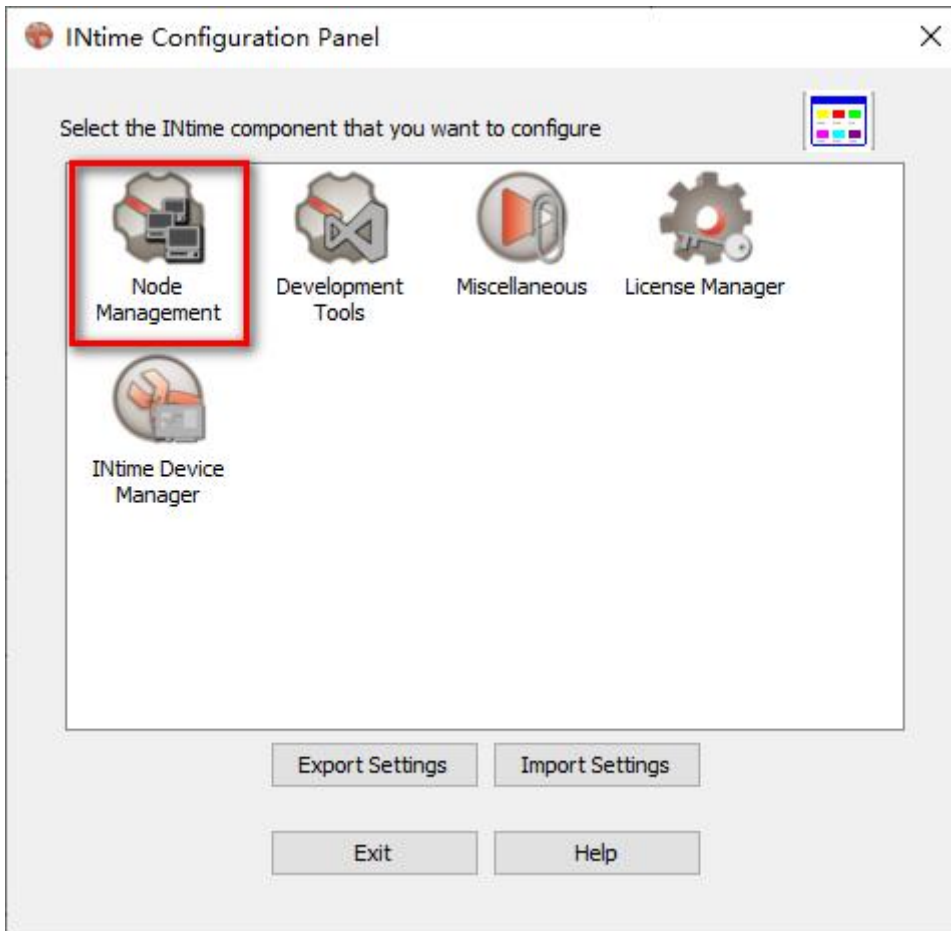 INtime Configuration Panel
Select the INtime component that you want to configure
Node
Management
Development
Tools
Miscellaneous
License Manager
INtime Device
Manager
Export Settings
Import Settings
Exit
Help